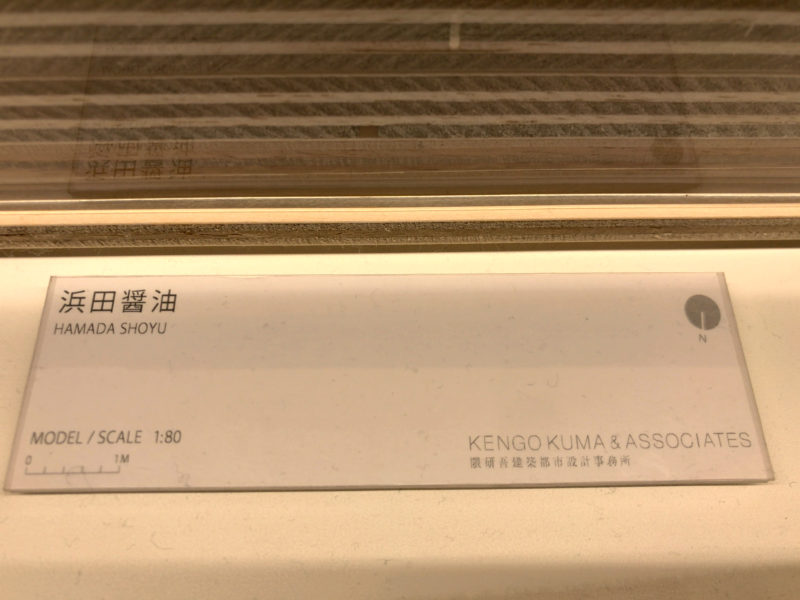 浜田醤油
HAMADA SHOYU
N
MODEL / SCALE 1:80
0 1M
KENGO KUMA & ASSOCIATES
隈研吾建築都市設計事務所